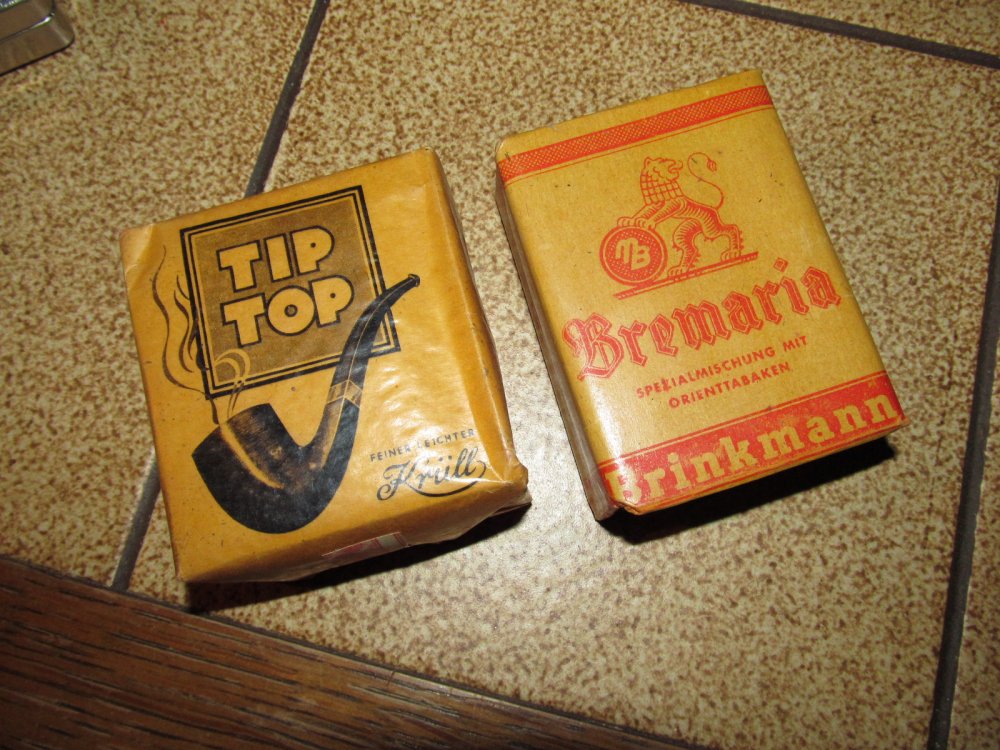 TIP
TOP
FEINER LEICHTER
Krüll
MB
Bremaria
SPEZIALMISCHUNG MIT
ORIENTTABAKEN
Brinkmann